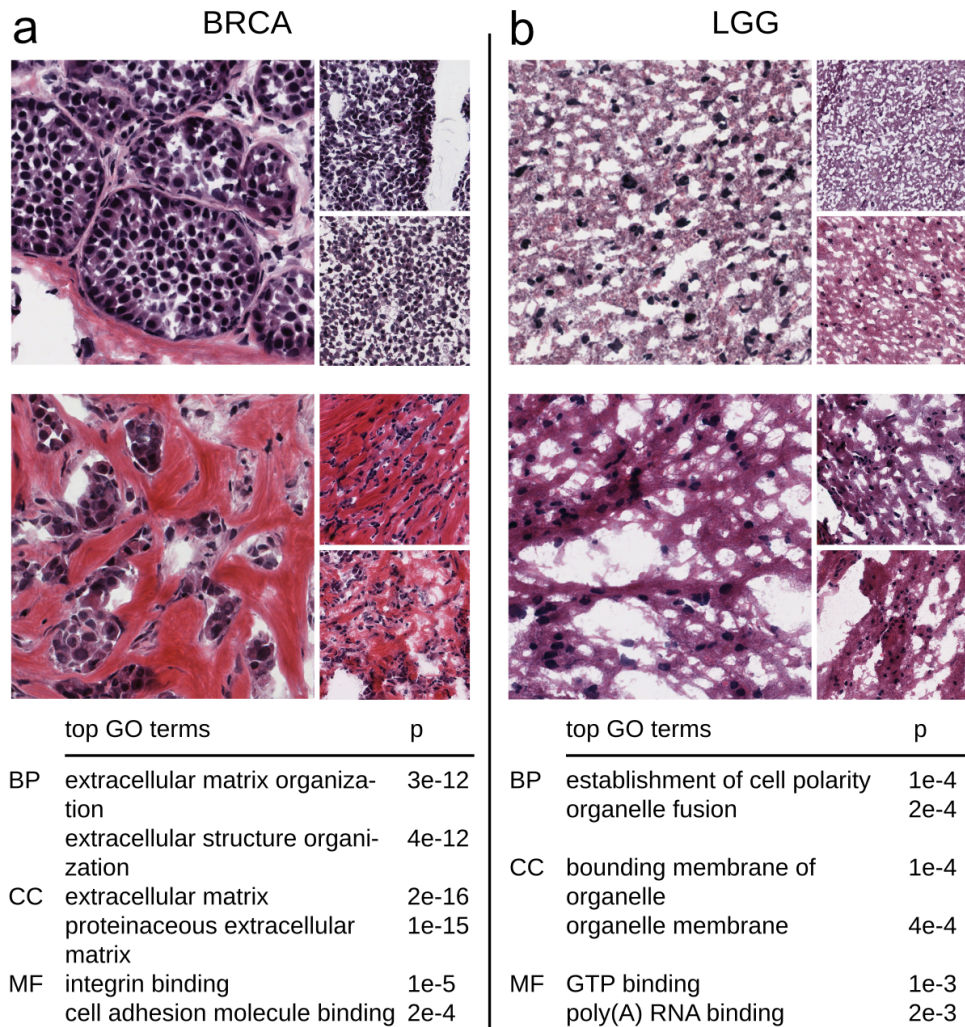 a BRCA
b LGG
top GO terms p
BP extracellular matrix organiza- 3e-12
tion
extracellular structure organi- 4e-12
zation
CC extracellular matrix 2e-16
proteinaceous extracellular 1e-15
matrix
MF integrin binding 1e-5
cell adhesion molecule binding 2e-4
top GO terms p
BP establishment of cell polarity 1e-4
organelle fusion 2e-4
CC bounding membrane of 1e-4
organelle
organelle membrane 4e-4
MF GTP binding 1e-3
poly(A) RNA binding 2e-3